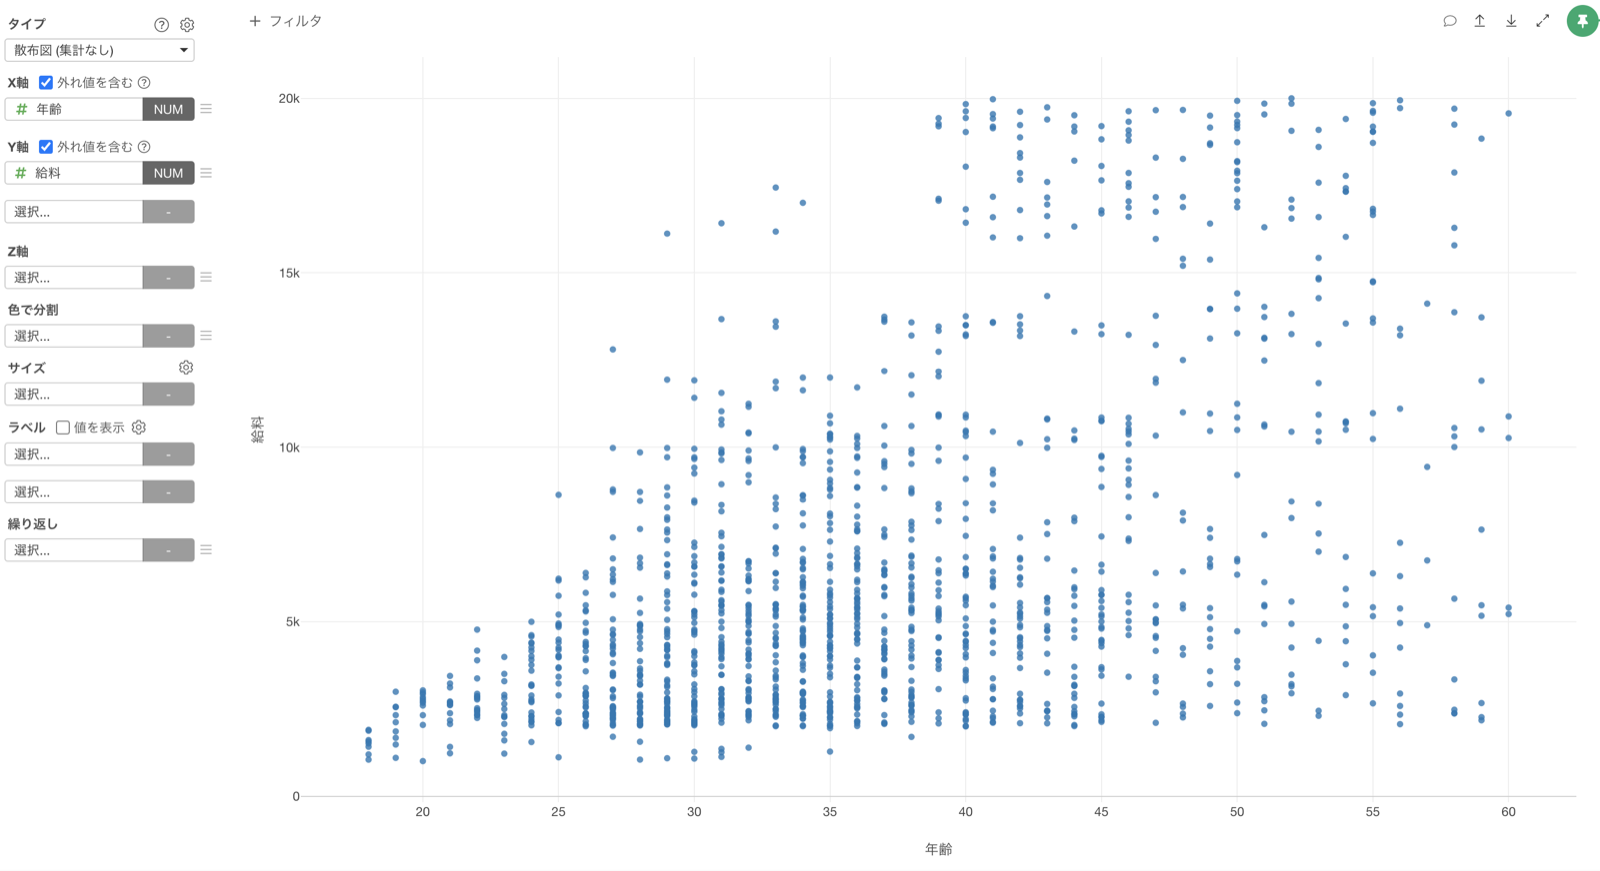 タイプ
散布図 (集計なし)
X軸 外れ値を含む
# 年齢 NUM
Y軸 外れ値を含む
# 給料 NUM
選択... -
Z軸
選択... -
色で分割
選択... -
サイズ
選択... -
ラベル 値を表示
選択... -
選択... -
繰り返し
選択... -
+ フィルタ
20k
15k
10k
5k
0
給料
20 25 30 35 40 45 50 55 60
年齢